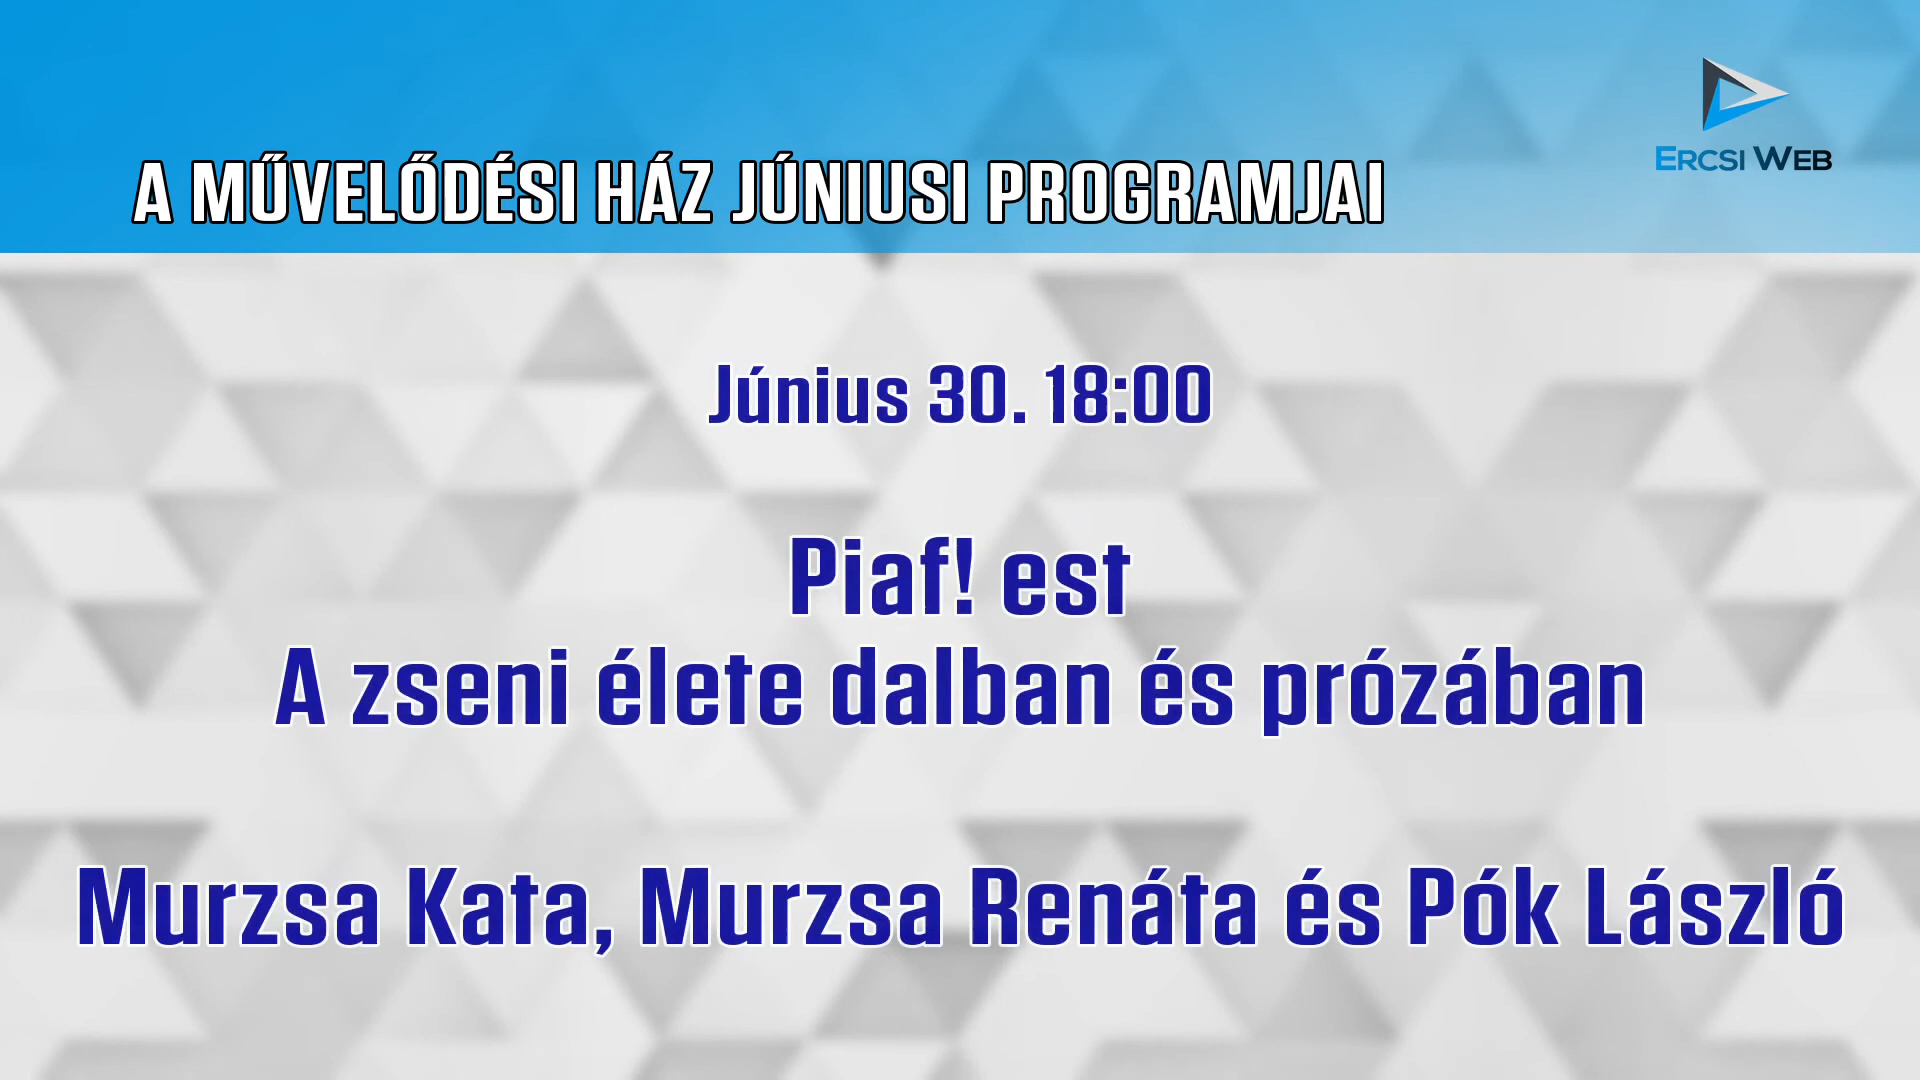 A MŰVELŐDÉSI HÁZ JÚNIUSI PROGRAMJAI
ERCSI WEB
Június 30. 18:00
Piaf! est
A zseni élete dalban és prózában
Murzsa Kata, Murzsa Renáta és Pók László